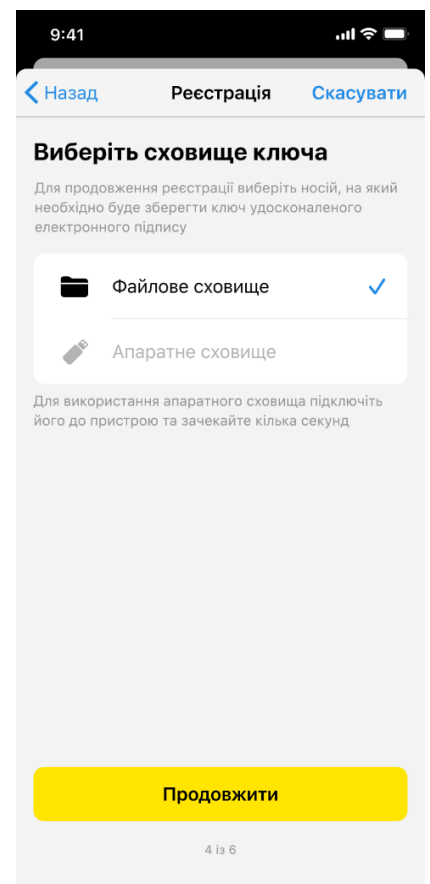 9:41
Назад Реєстрація Скасувати
Виберіть сховище ключа
Для продовження реєстрації виберіть носій, на який
необхідно буде зберегти ключ удосконаленого
електронного підпису
Файлове сховище
Апаратне сховище
Для використання апаратного сховища підключіть
його до пристрою та зачекайте кілька секунд
Продовжити
4 із 6